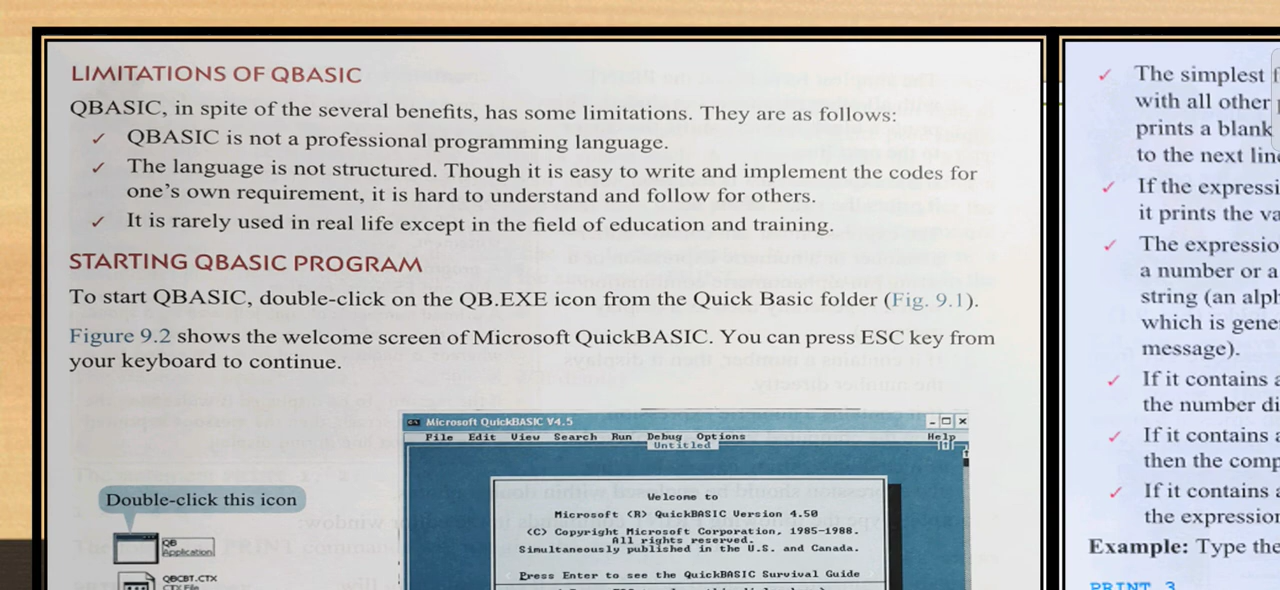 LIMITATIONS OF QBASIC
QBASIC, in spite of the several benefits, has some limitations. They are as follows:
✓ QBASIC is not a professional programming language.
✓ The language is not structured. Though it is easy to write and implement the codes for
one's own requirement, it is hard to understand and follow for others.
✓ It is rarely used in real life except in the field of education and training.
STARTING QBASIC PROGRAM
To start QBASIC, double-click on the QB.EXE icon from the Quick Basic folder (Fig. 9.1).
Figure 9.2 shows the welcome screen of Microsoft QuickBASIC. You can press ESC key from
your keyboard to continue.
Double-click this icon
QB
Application
QBCBT.CTX
CTX File
Microsoft QuickBASIC V4.5
File Edit View Search Run Debug Options Help
Untitled
Welcome to
Microsoft (R) QuickBASIC Version 4.50
(C) Copyright Microsoft Corporation, 1985-1988.
All rights reserved.
Simultaneously published in the U.S. and Canada.
Press Enter to see the QuickBASIC Survival Guide
✓ The simplest
with all other
prints a blank
to the next
✓ If the
it prints the
✓ The
a number or a
string (an
which is
message).
✓ If it contains
the number
✓ If it contains
then the
✓ If it contains
the
Example: Type the
PRINT 3